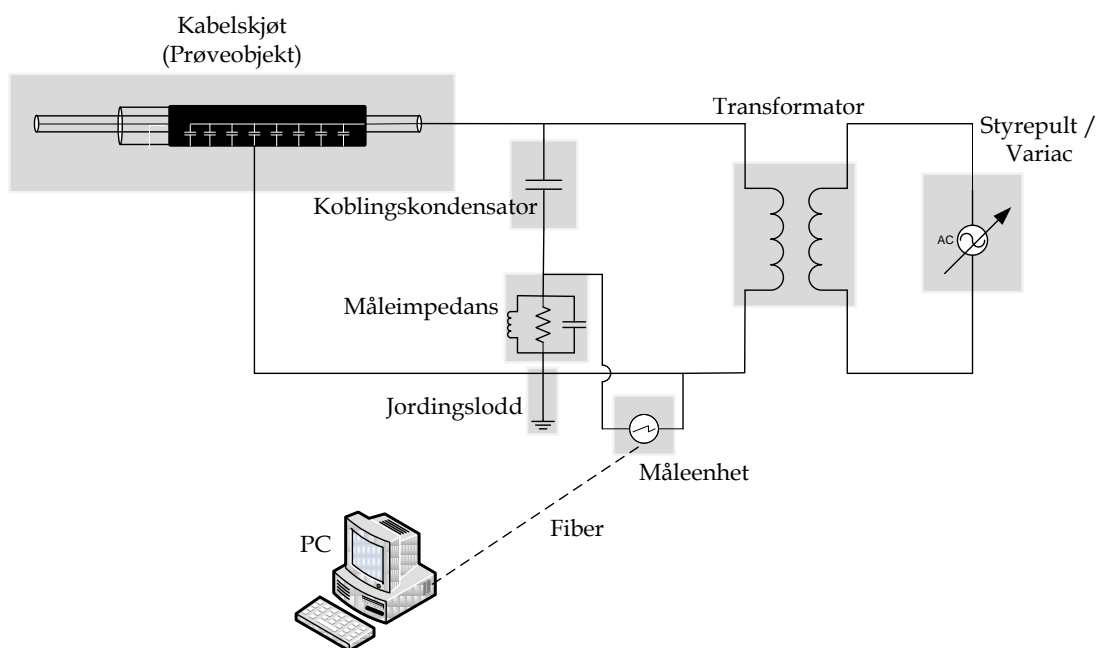 Kabelskjøt
(Prøveobjekt)
Transformator
Styrepult /
Variac
Koblingskondensator
AC
Måleimpedans
Jordingslodd
Måleenhet
Fiber
PC